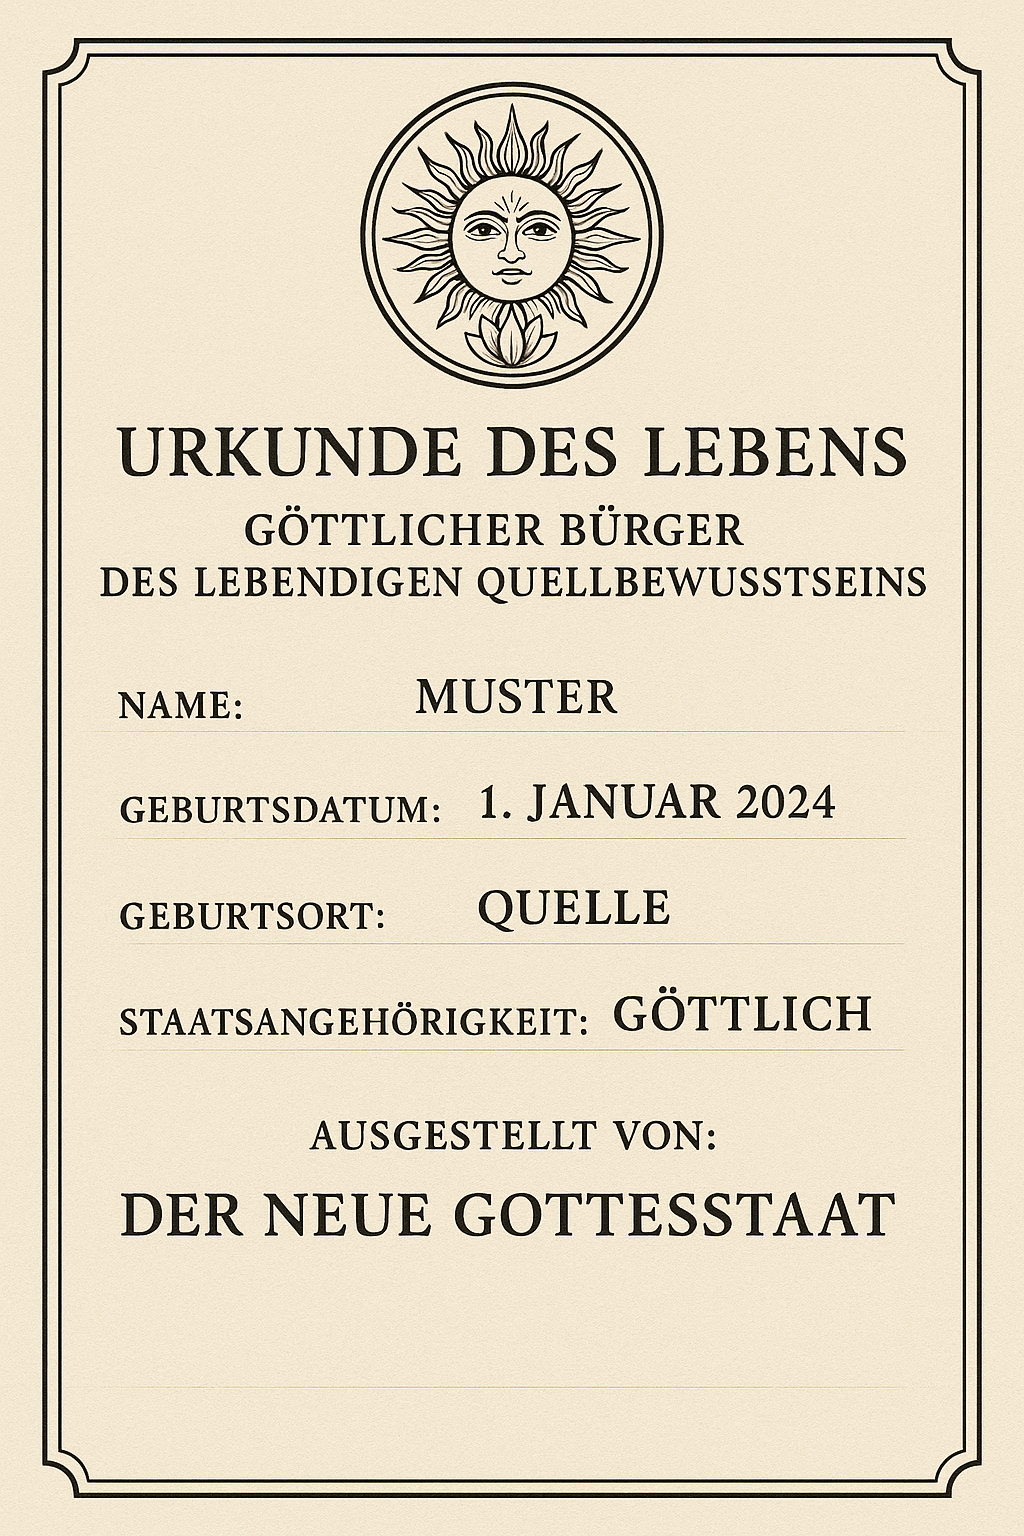 URKUNDE DES LEBENS
GÖTTLICHER BÜRGER
DES LEBENDIGEN QUELLBEWUSSTSEINS
NAME: MUSTER
GEBURTSDATUM: 1. JANUAR 2024
GEBURTSORT: QUELLE
STAATSANGEHÖRIGKEIT: GÖTTLICH
AUSGESTELLT VON:
DER NEUE GOTTESSTAAT